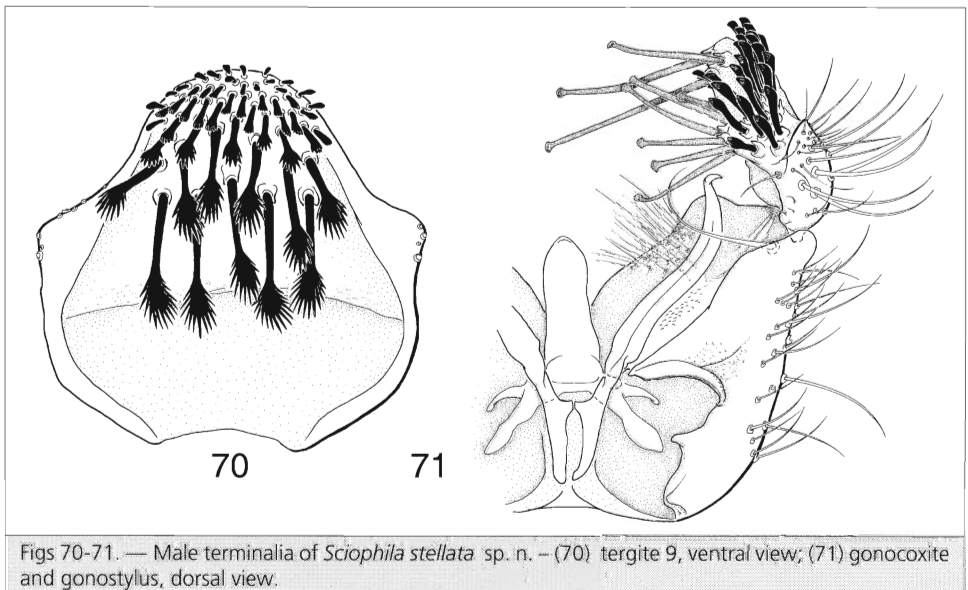 70
71
Figs 70-71. — Male terminalia of Sciophila stellata sp. n. – (70) tergite 9, ventral view; (71) gonocoxite
and gonostylus, dorsal view.